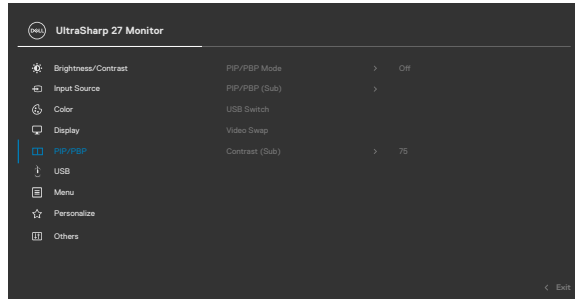 DELL UltraSharp 27 Monitor
Brightness/Contrast PIP/PBP Mode > Off
Input Source PIP/PBP (Sub) >
Color USB Switch
Display Video Swap
PIP/PBP Contrast (Sub) > 75
USB
Menu
Personalize
Others
< Exit